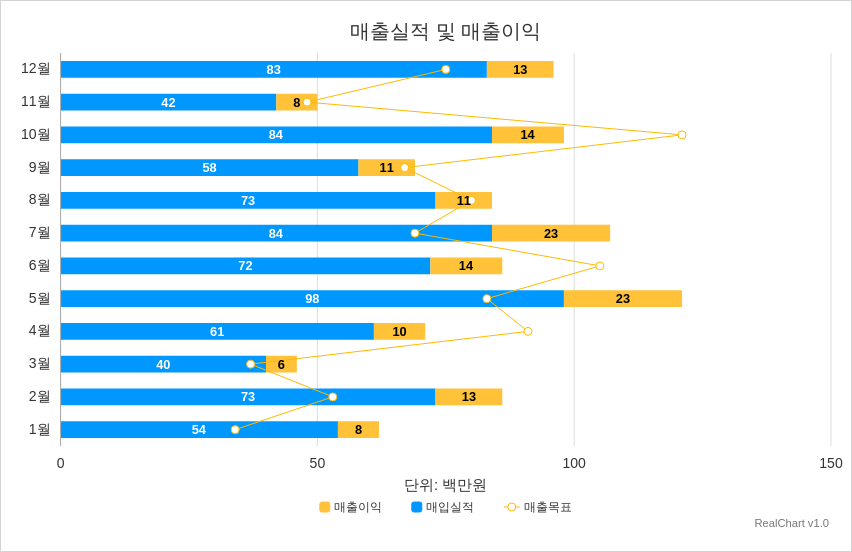 매출실적 및 매출이익
12월 83 13
11월 42 8
10월 84 14
9월 58 11
8월 73 11
7월 84 23
6월 72 14
5월 98 23
4월 61 10
3월 40 6
2월 73 13
1월 54 8
0 50 100 150
단위: 백만원
매출이익 매입실적 매출목표
RealChart v1.0